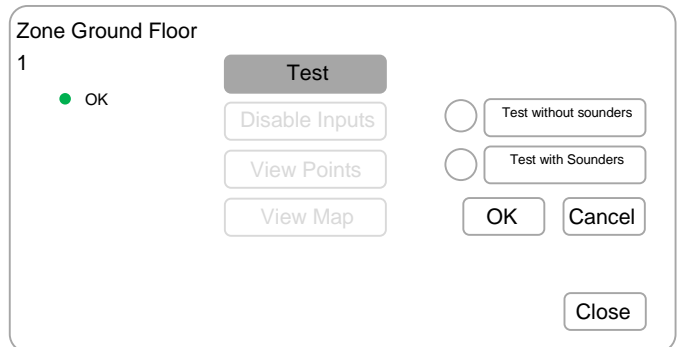 Zone Ground Floor
1
Test
OK
Disable Inputs
Test without sounders
View Points
Test with Sounders
View Map
OK
Cancel
Close